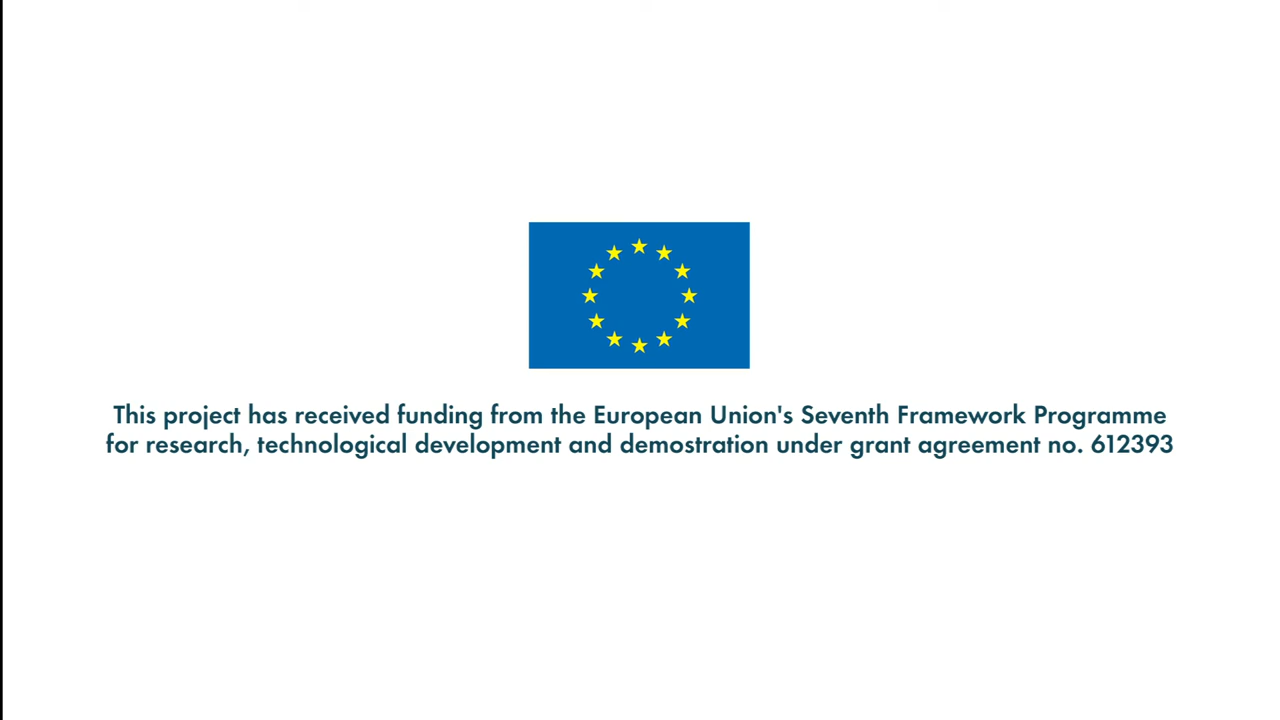 This project has received funding from the European Union's Seventh Framework Programme
for research, technological development and demostration under grant agreement no. 612393